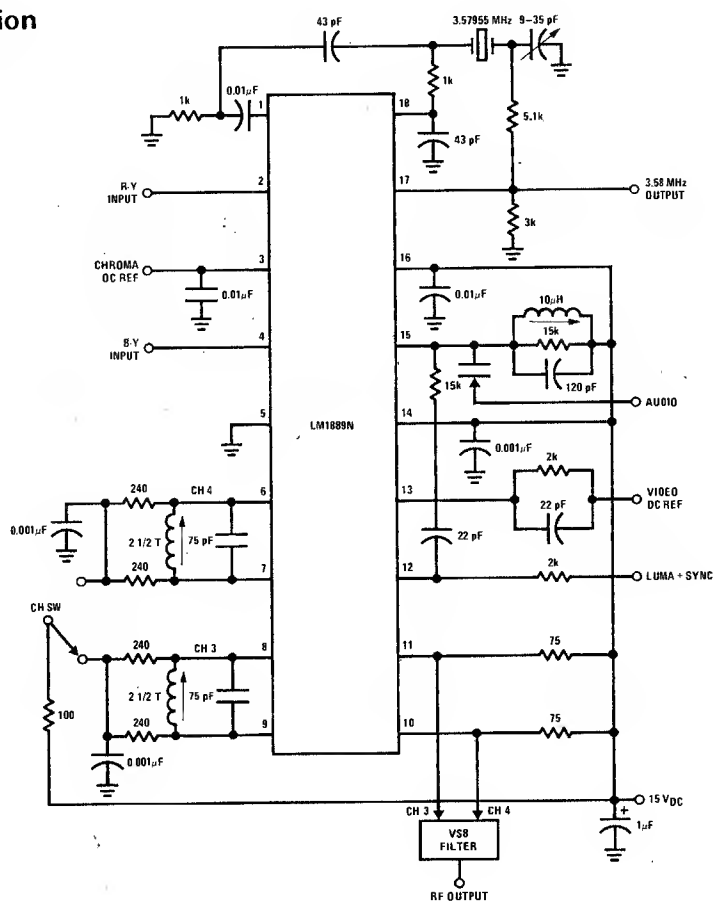 ion
43 pF
3.57955 MHz
9-35 pF
1k
0.01μF
1
18
1k
43 pF
5.1k
R-Y
INPUT
2
17
3.58 MHz
OUTPUT
3k
CHROMA
DC REF
3
0.01μF
16
0.01μF
10μH
15k
120 pF
B-Y
INPUT
4
15
15k
AUDIO
5
LM1889N
14
0.001μF
2k
22 pF
13
VIDEO
DC REF
240
CH 4
6
0.001μF
2 1/2 T
75 pF
240
7
22 pF
12
2k
LUMA + SYNC
CH SW
240
CH 3
8
11
75
100
2 1/2 T
75 pF
240
9
10
75
0.001μF
15 VDC
+
1μF
CH 3
CH 4
VSB
FILTER
RF OUTPUT